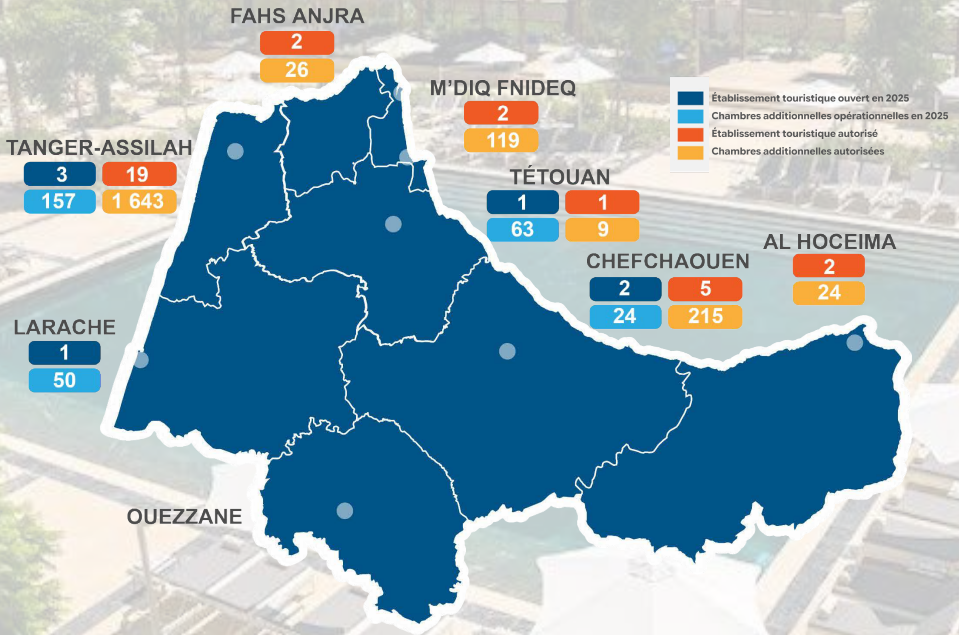 FAHS ANJRA
2
26
M'DIQ FNIDEQ
2
119
Établissement touristique ouvert en 2025
Chambres additionnelles opérationnelles en 2025
Établissement touristique autorisé
Chambres additionnelles autorisées
TANGER-ASSILAH
3 19
157 1 643
TÉTOUAN
1 1
63 9
CHEFCHAOUEN
2 5
24 215
AL HOCEIMA
2
24
LARACHE
1
50
OUEZZANE